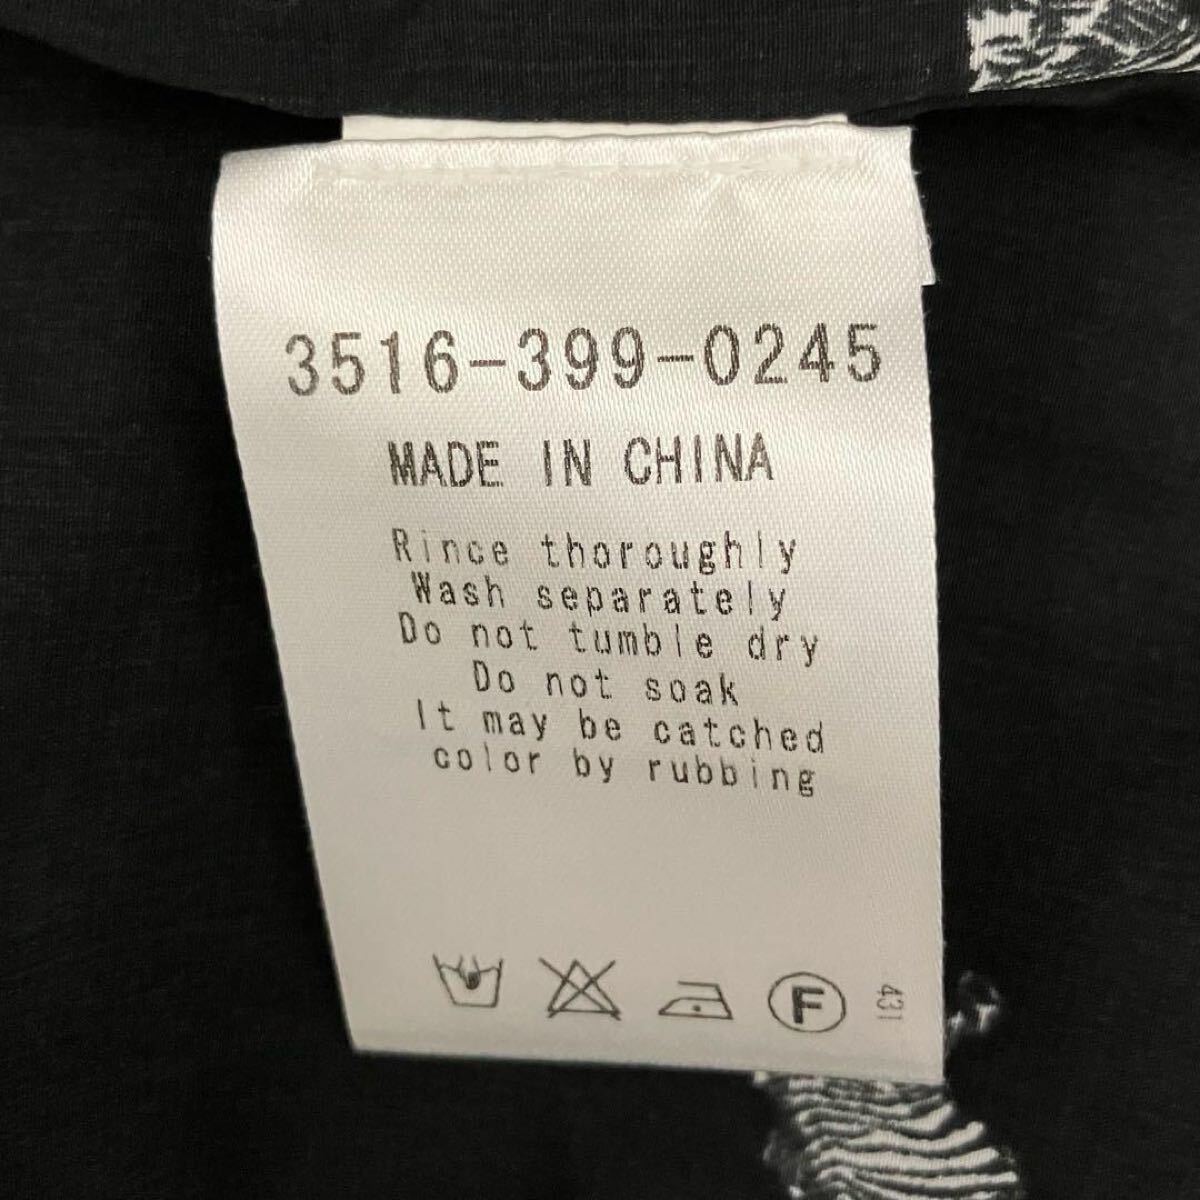 3516-399-0245
MADE IN CHINA
Rince thoroughly
Wash separately
Do not tumble dry
Do not soak
It may be catched
color by rubbing
F
431